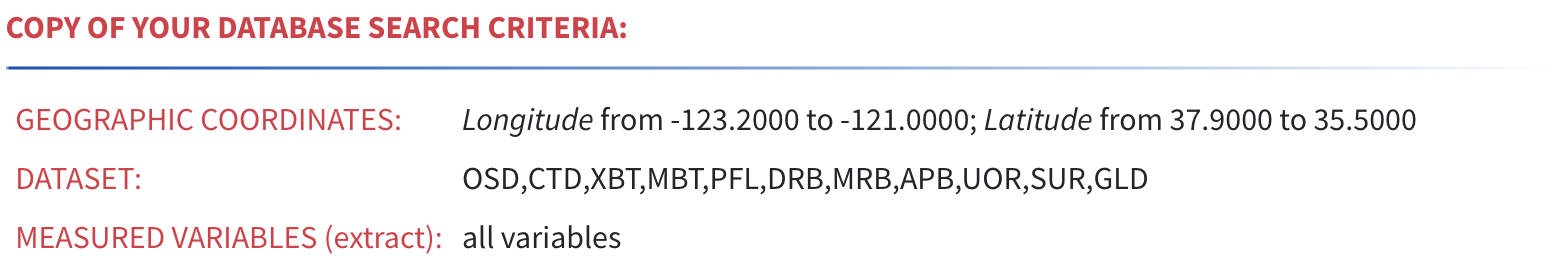 COPY OF YOUR DATABASE SEARCH CRITERIA:
GEOGRAPHIC COORDINATES: Longitude from -123.2000 to -121.0000; Latitude from 37.9000 to 35.5000
DATASET: OSD,CTD,XBT,MBT,PFL,DRB,MRB,APB,UOR,SUR,GLD
MEASURED VARIABLES (extract): all variables